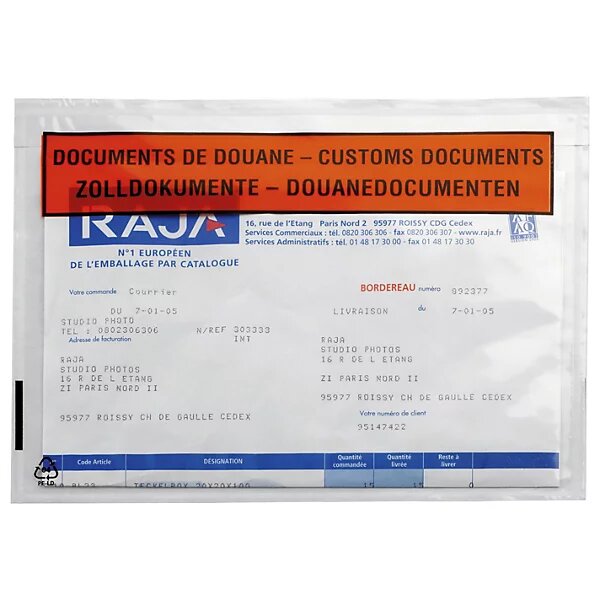 DOCUMENTS DE DOUANE – CUSTOMS DOCUMENTS
ZOLLDOKUMENTE – DOUANEDOCUMENTEN
RAJA
16, rue de l'Etang Paris Nord 2 95977 ROISSY CDG Cedex
Services Commerciaux : tél. 0820 306 306 - fax 0820 306 307 - www.raja.fr
Services Administratifs : tél. 01 48 17 30 00 - fax 01 48 17 30 30
N°1 EUROPÉEN
DE L'EMBALLAGE PAR CATALOGUE
Votre commande Courrier
BORDEREAU numéro 892377
DU 7-01-05
LIVRAISON du 7-01-05
STUDIO PHOTO
TEL : 0802306306 N/REF 303333
Adresse de facturation INT
RAJA
STUDIO PHOTOS
16 R DE L ETANG
ZI PARIS NORD II
95977 ROISSY CH DE GAULLE CEDEX
RAJA
STUDIO PHOTOS
16 R DE L ETANG
ZI PARIS NORD II
95977 ROISSY CH DE GAULLE CEDEX
Votre numéro de client
95147422
Code Article DÉSIGNATION Quantité commandée Quantité livrée Reste à livrer
15 15 0
PE-LD